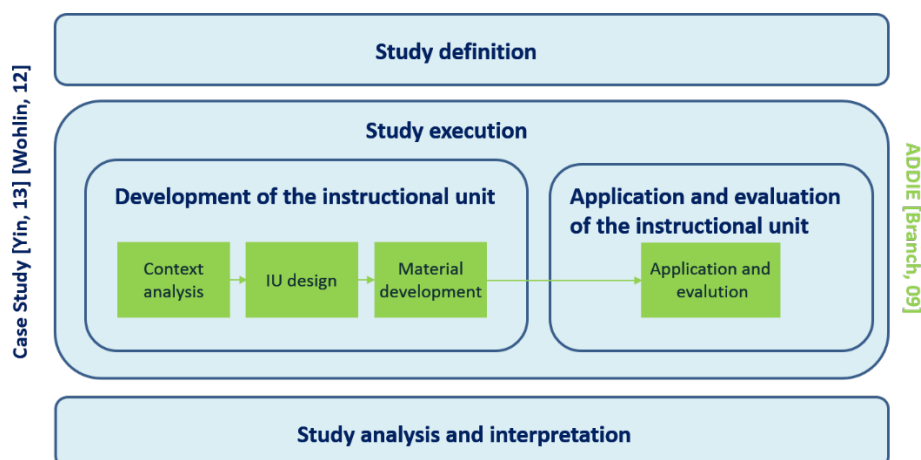 Study definition
Case Study [Yin, 13] [Wohlin, 12]
Study execution
ADDIE [Branch, 09]
Development of the instructional unit
Application and evaluation
of the instructional unit
Context
analysis
IU design
Material
development
Application and
evalution
Study analysis and interpretation